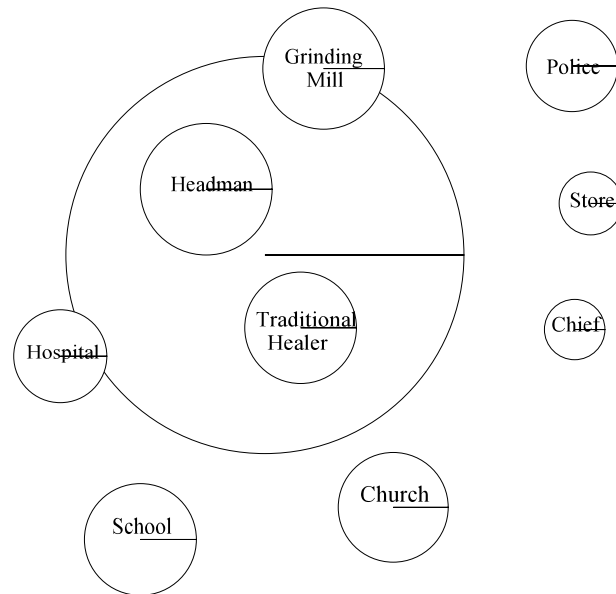 Grinding
Mill
Police
Headman
Store
Traditional
Healer
Chief
Hospital
Church
School